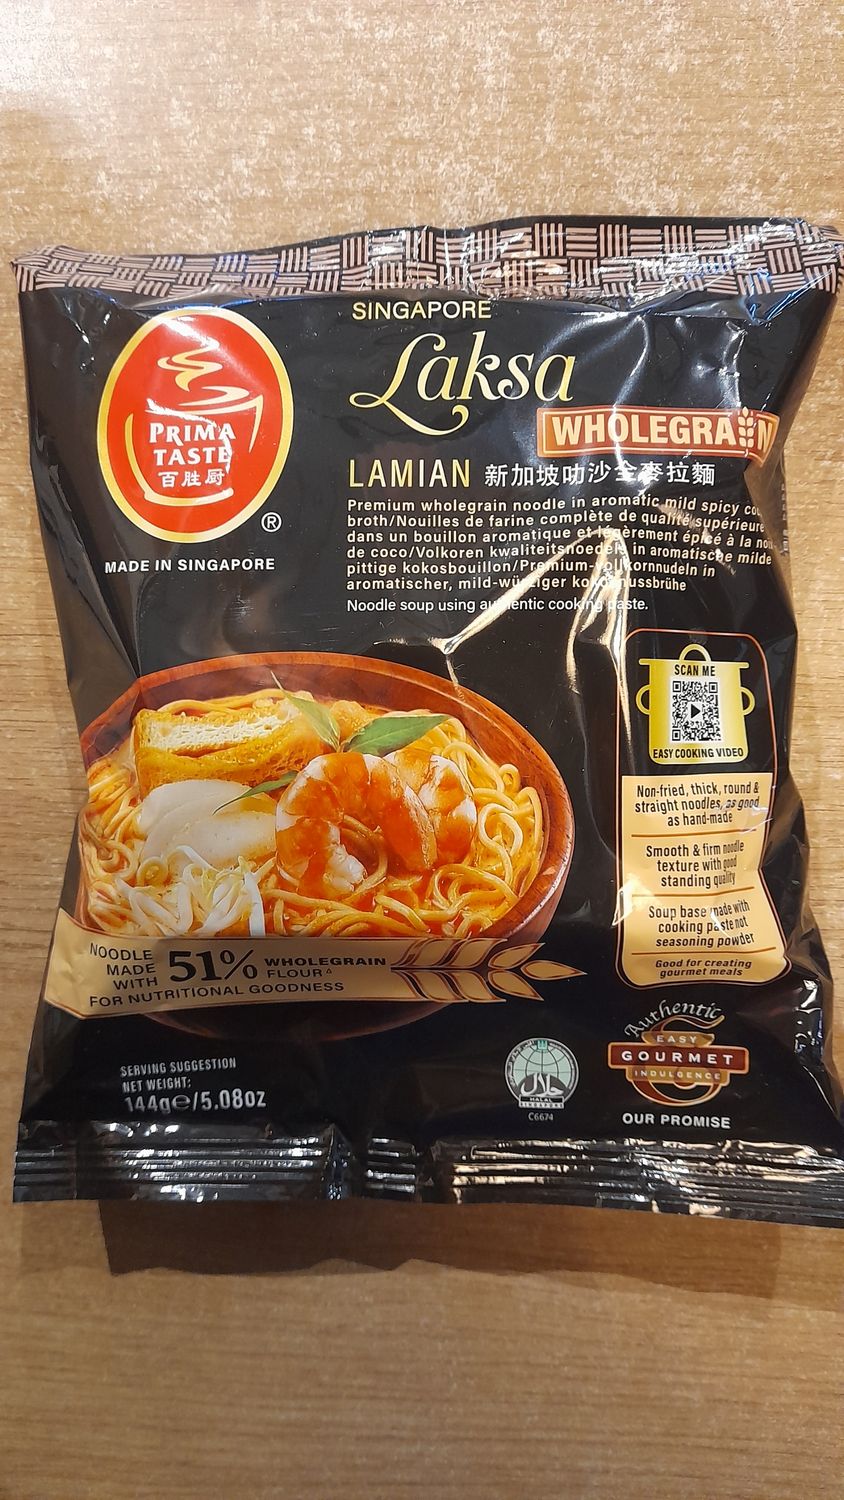 SINGAPORE
Laksa
WHOLEGRAIN
LAMIAN 新加坡叻沙全麥拉麵
Premium wholegrain noodle in aromatic mild spicy
broth/Nouilles de farine complète de qualité supérieure
dans un bouillon aromatique et légèrement épicé à la
de coco/Volkoren kwaliteitsnoedels in aromatische milde
pittige kokosbouillon/Premium-Vollkornnudeln in
aromatischer, mild-würziger kokosnussbrühe
Noodle soup using authentic cooking paste.
PRIMA
TASTE
百胜厨
®
MADE IN SINGAPORE
SCAN ME
EASY COOKING VIDEO
Non-fried, thick, round &
straight noodles, as good
as hand-made
Smooth & firm noodle
texture with good
standing quality
Soup base made with
cooking paste not
seasoning powder
Good for creating
gourmet meals
NOODLE
MADE
WITH
51%
WHOLEGRAIN
FLOUR△
FOR NUTRITIONAL GOODNESS
SERVING SUGGESTION
NET WEIGHT:
144g℮/5.08oz
حلال
HALAL
SINGAPORE
C6674
Authentic
EASY
GOURMET
INDULGENCE
OUR PROMISE